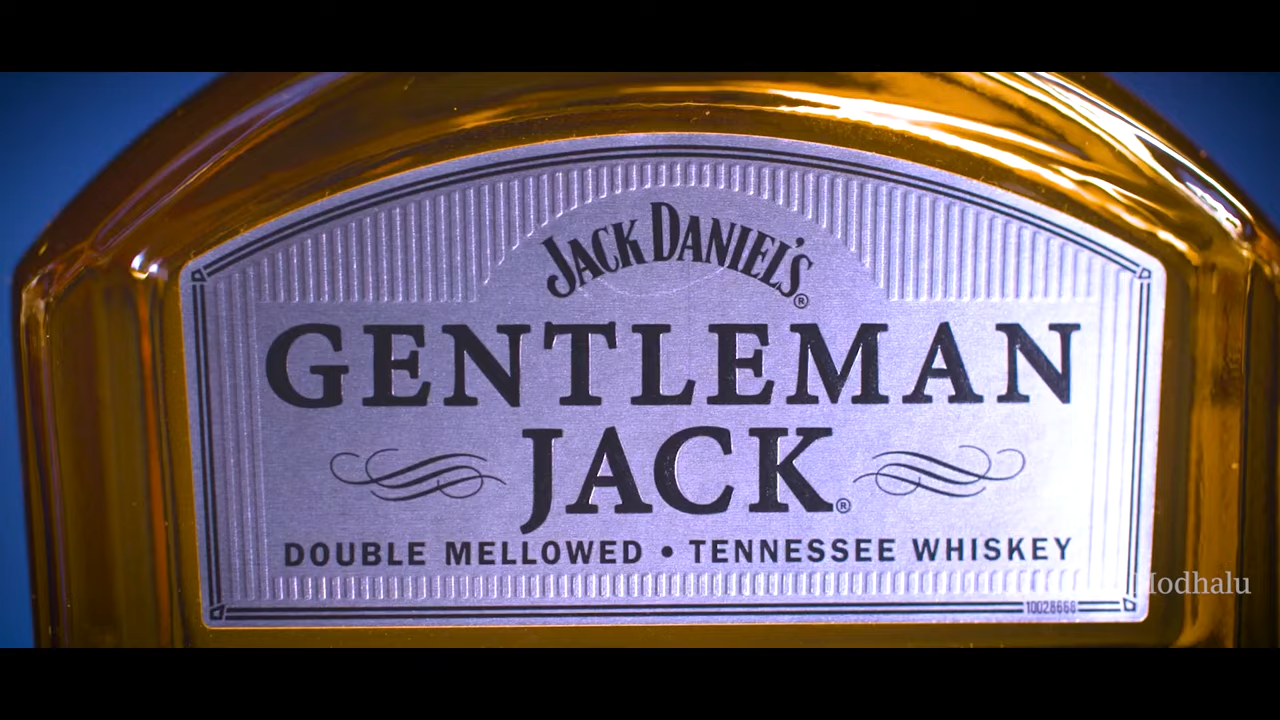 JACK DANIEL'S®
GENTLEMAN
JACK®
DOUBLE MELLOWED • TENNESSEE WHISKEY
10028668